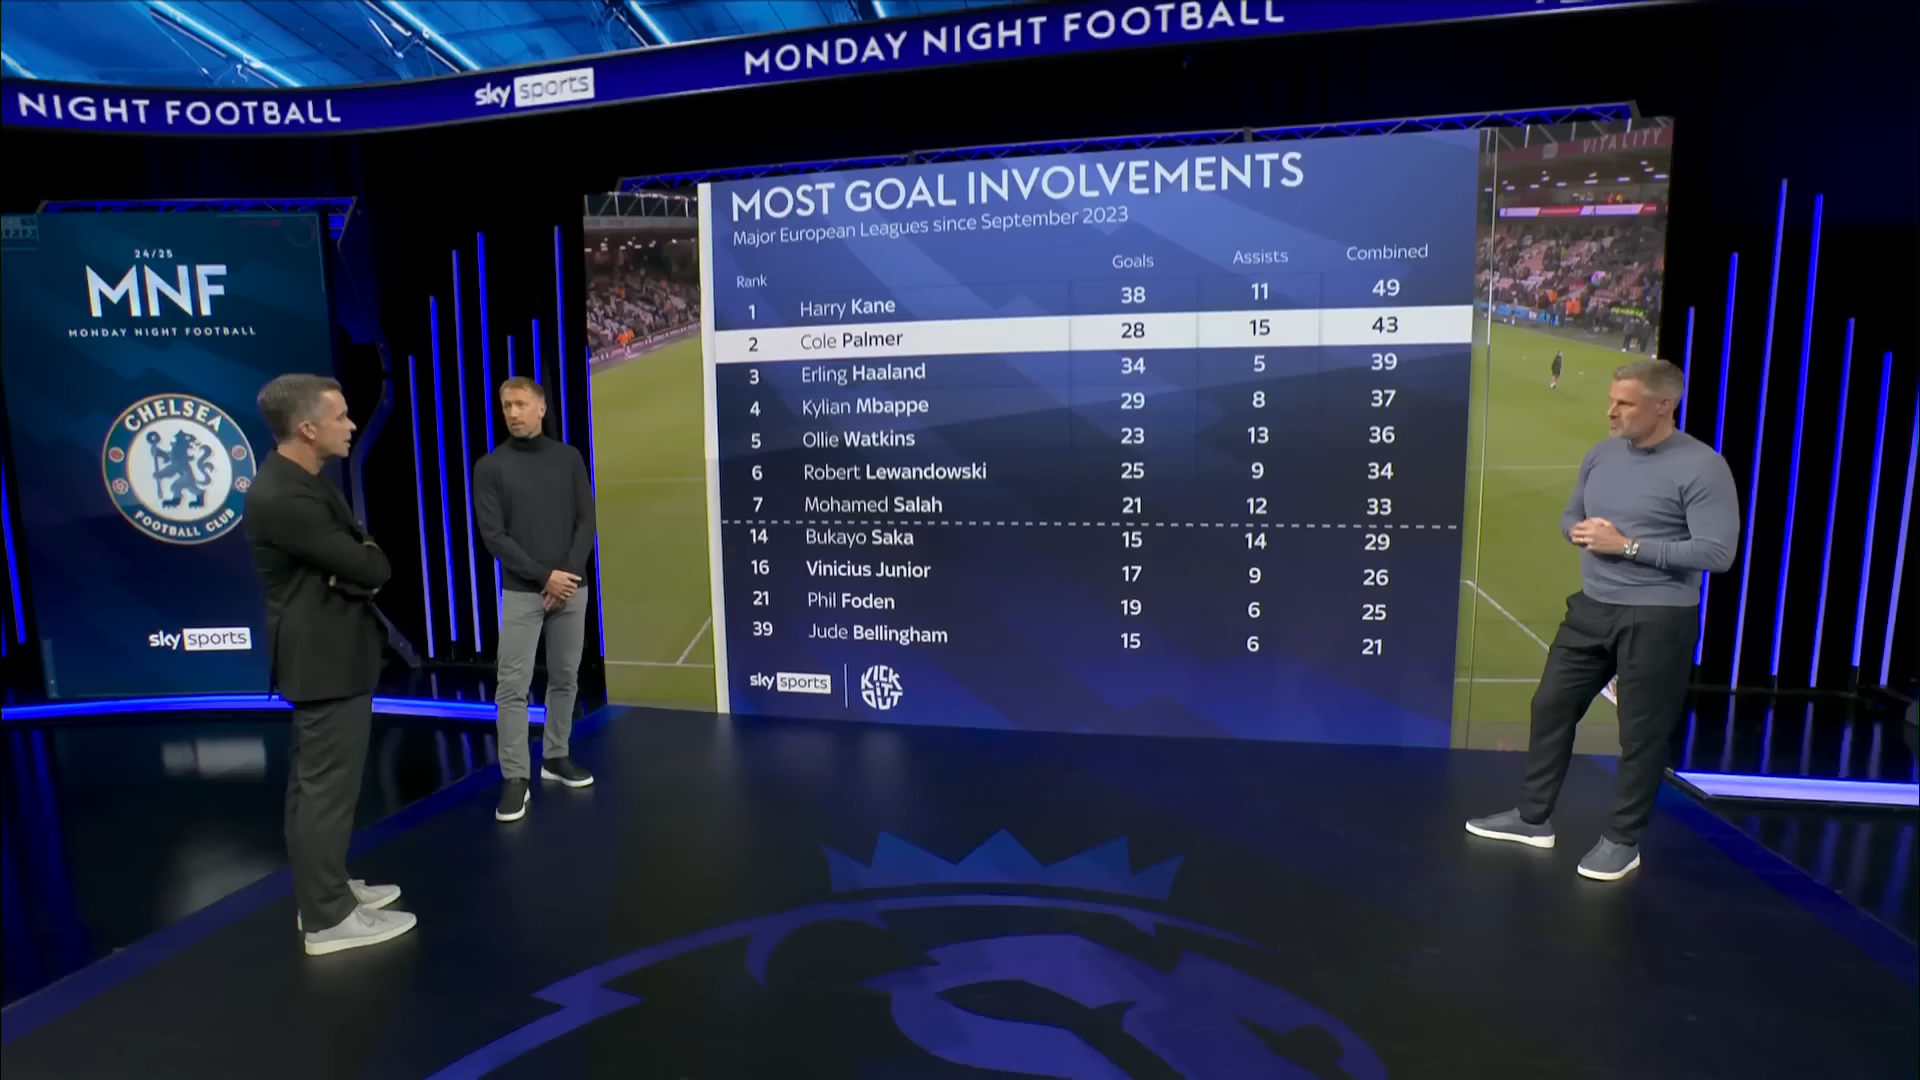 MONDAY NIGHT FOOTBALL
NIGHT FOOTBALL
sky sports
24/25
MNF
MONDAY NIGHT FOOTBALL
CHELSEA
FOOTBALL CLUB
sky sports
VITALITY
MOST GOAL INVOLVEMENTS
Major European Leagues since September 2023
Rank Goals Assists Combined
1 Harry Kane 38 11 49
2 Cole Palmer 28 15 43
3 Erling Haaland 34 5 39
4 Kylian Mbappe 29 8 37
5 Ollie Watkins 23 13 36
6 Robert Lewandowski 25 9 34
7 Mohamed Salah 21 12 33
14 Bukayo Saka 15 14 29
16 Vinicius Junior 17 9 26
21 Phil Foden 19 6 25
39 Jude Bellingham 15 6 21
sky sports KICK IT OUT